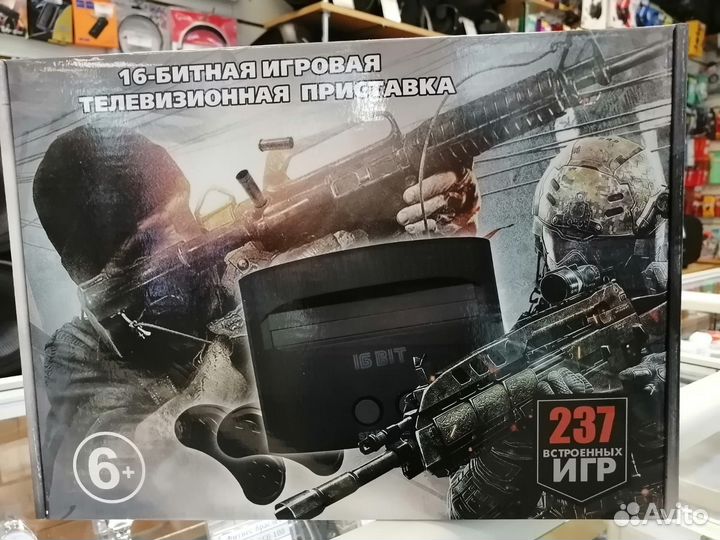 16-БИТНАЯ ИГРОВАЯ
ТЕЛЕВИЗИОННАЯ ПРИСТАВКА
16 BIT
237
ВСТРОЕННЫХ
ИГР
6+
Avito